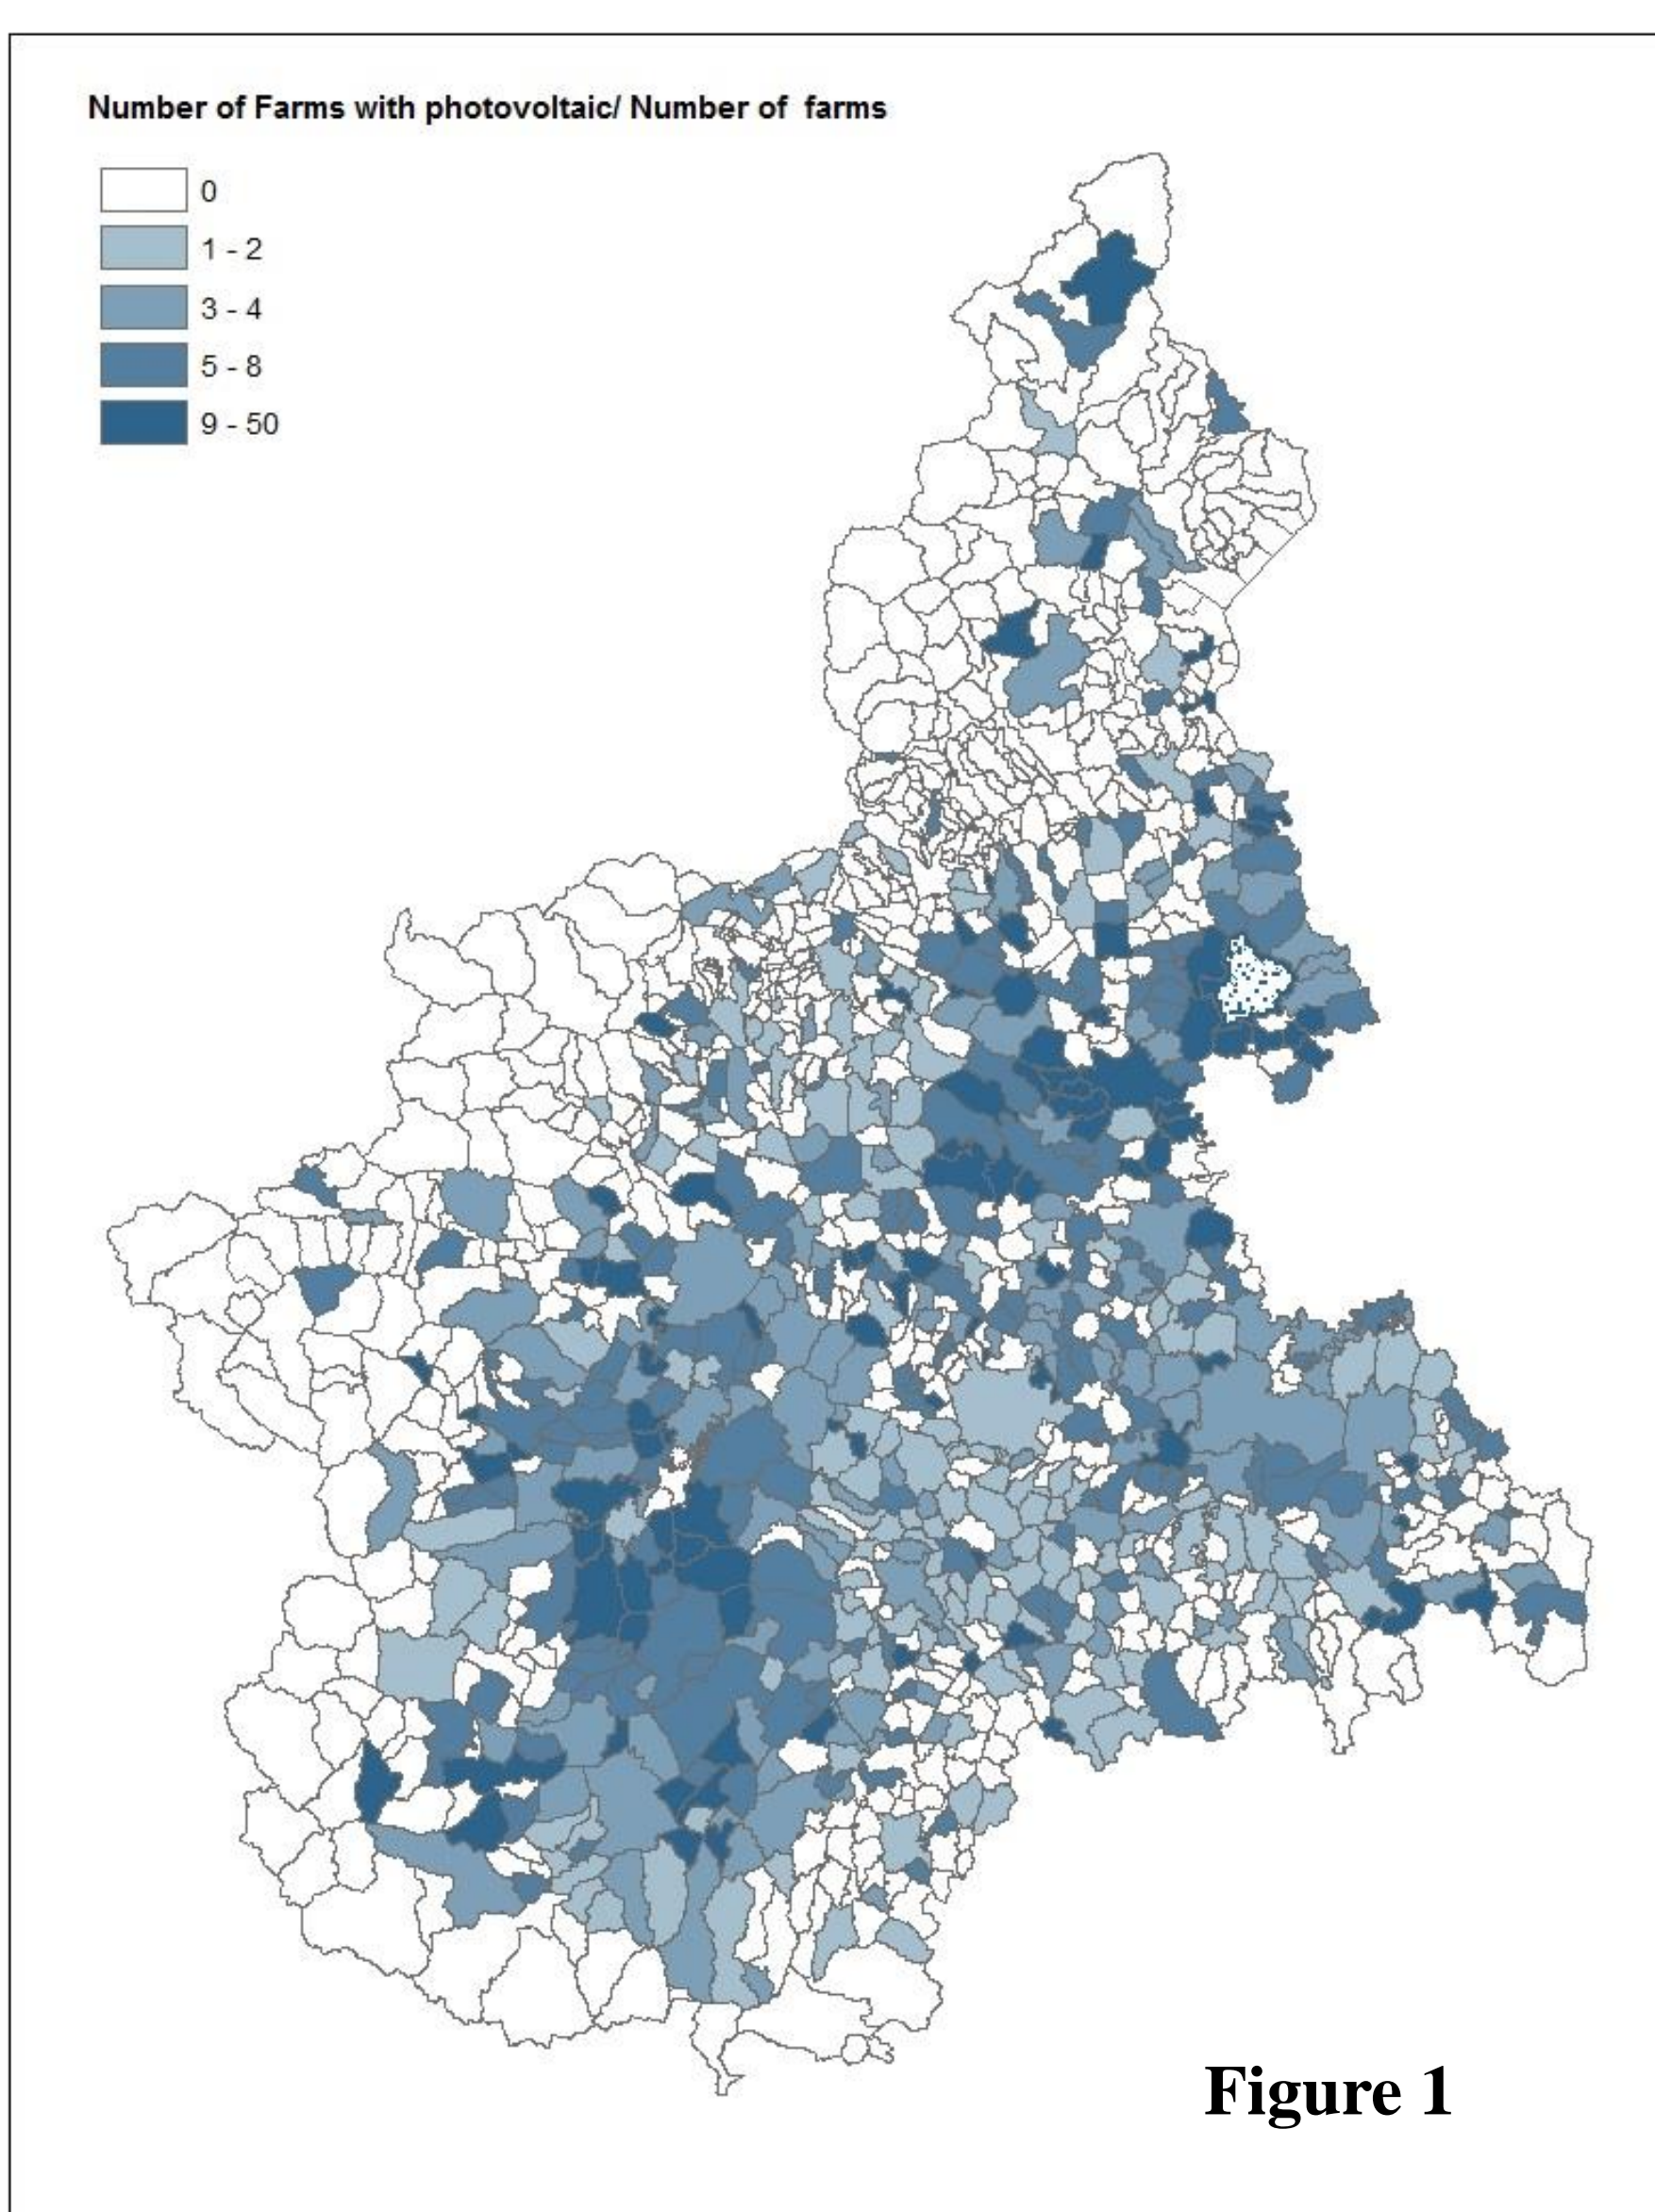 Number of Farms with photovoltaic/ Number of farms
0
1 - 2
3 - 4
5 - 8
9 - 50
Figure 1